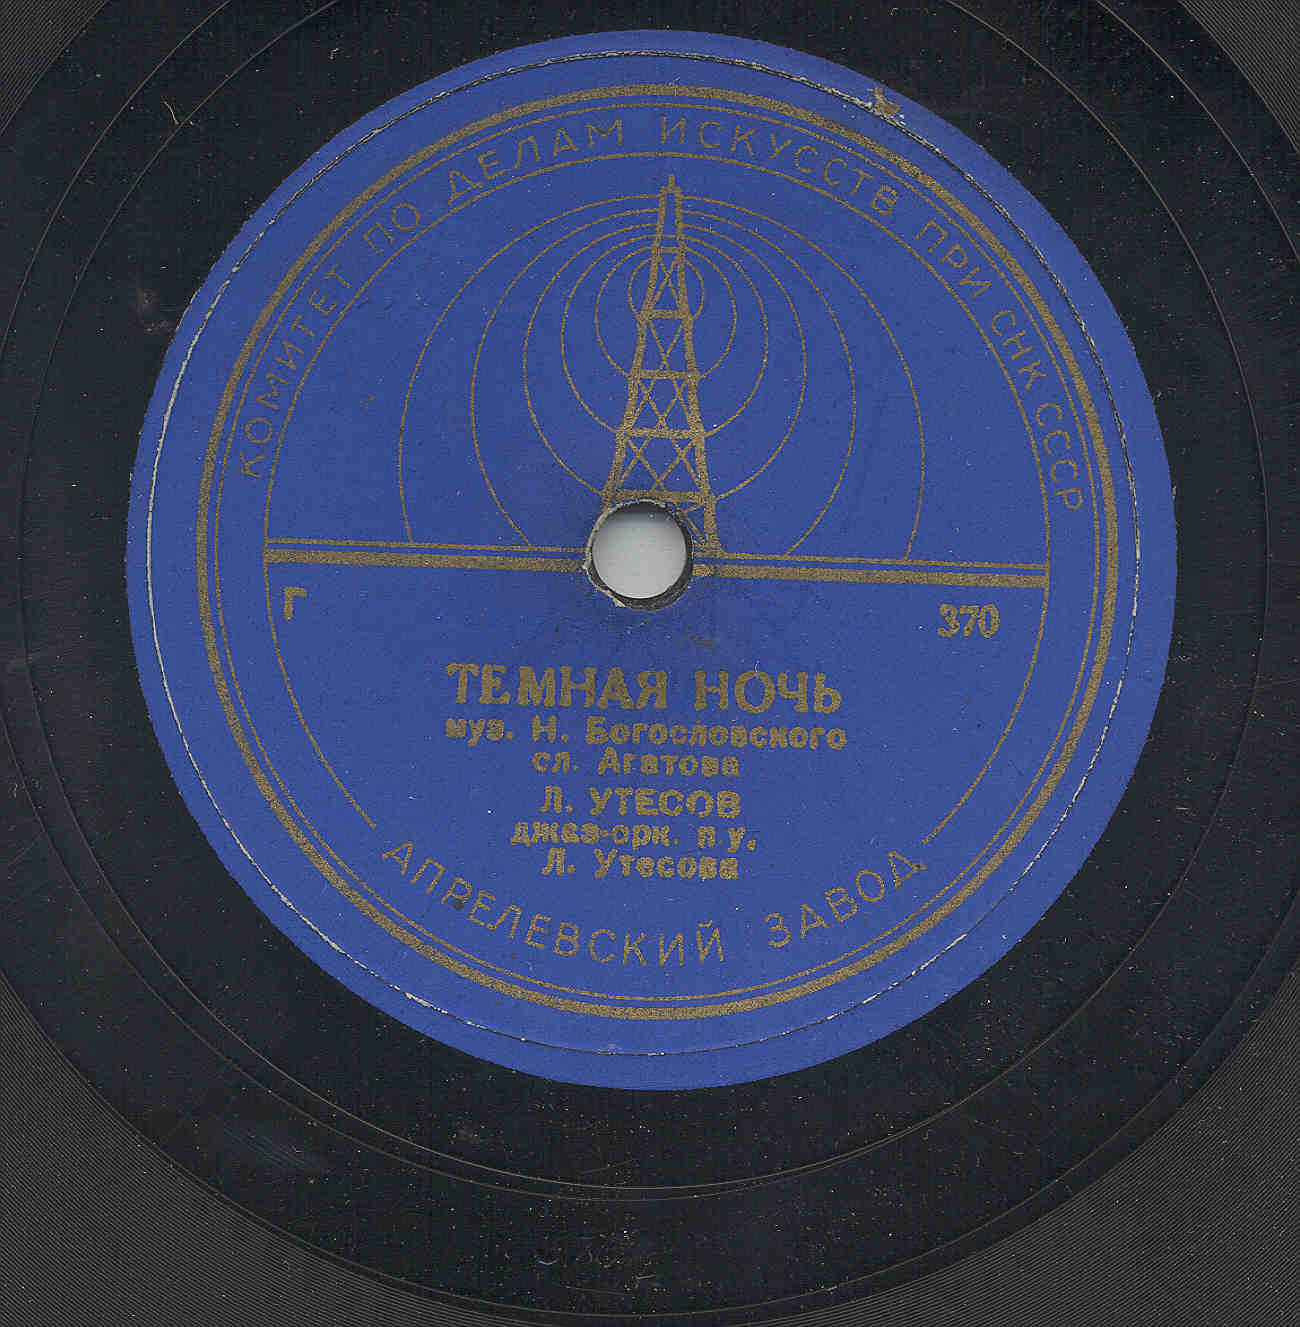 КОМИТЕТ ПО ДЕЛАМ ИСКУССТВ ПРИ СНК СССР
Г 370
ТЕМНАЯ НОЧЬ
муз. Н. Богословского
сл. Агатова
Л. УТЕСОВ
джаз-орк. п. у.
Л. Утесова
АПРЕЛЕВСКИЙ ЗАВОД